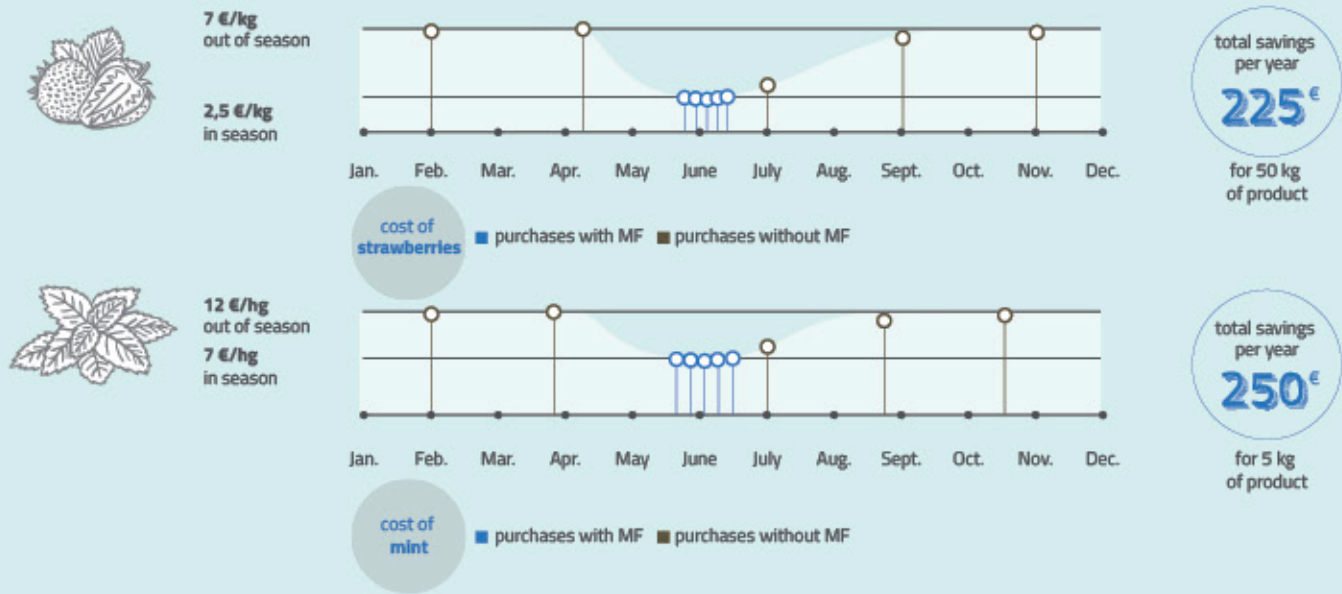 7 €/kg
out of season
2,5 €/kg
in season
Jan. Feb. Mar. Apr. May June July Aug. Sept. Oct. Nov. Dec.
total savings
per year
225€
for 50 kg
of product
cost of
strawberries
purchases with MF purchases without MF
12 €/hg
out of season
7 €/hg
in season
Jan. Feb. Mar. Apr. May June July Aug. Sept. Oct. Nov. Dec.
total savings
per year
250€
for 5 kg
of product
cost of
mint
purchases with MF purchases without MF